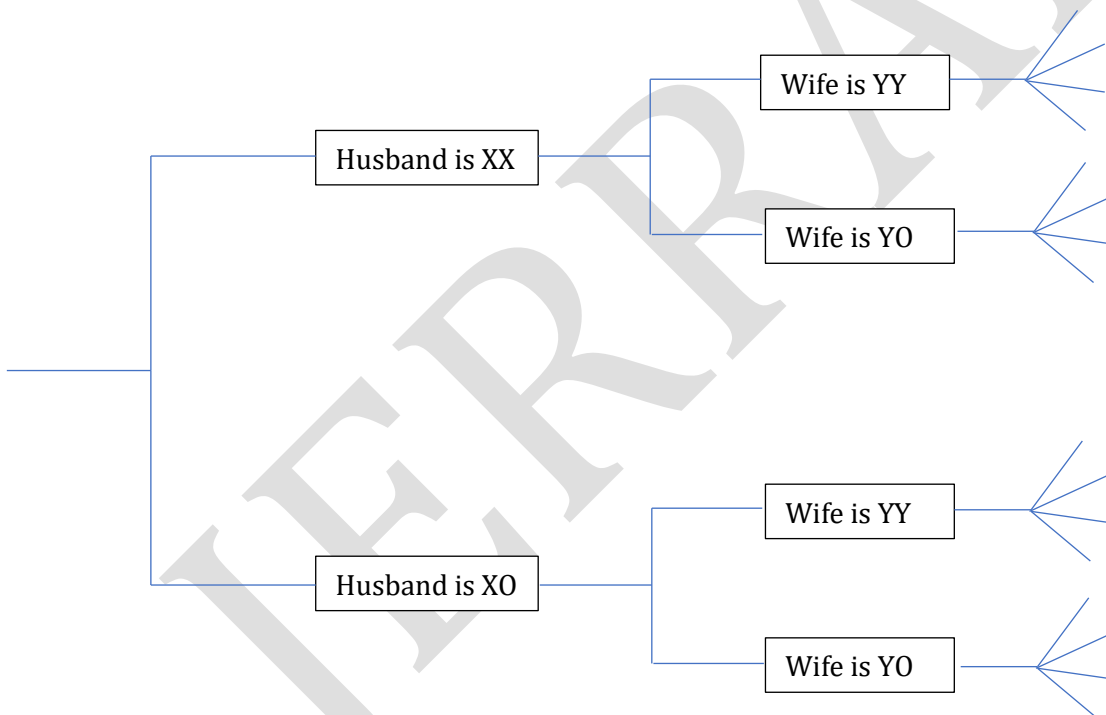 Wife is YY
Husband is XX
Wife is YO
Wife is YY
Husband is XO
Wife is YO